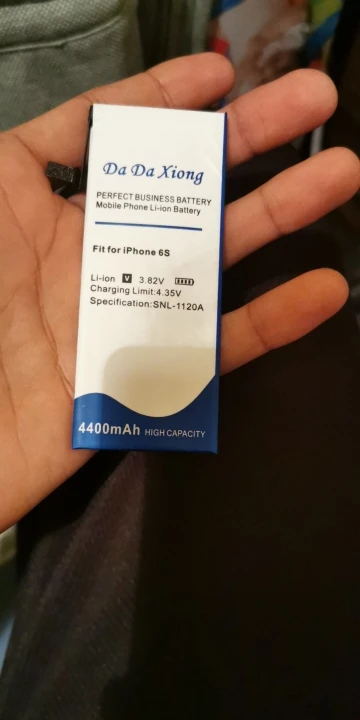 Da Da Xiong
PERFECT BUSINESS BATTERY
Mobile Phone Li-ion Battery
Fit for iPhone 6S
Li-ion V 3.82V
Charging Limit:4.35V
Specification:SNL-1120A
4400mAh HIGH CAPACITY